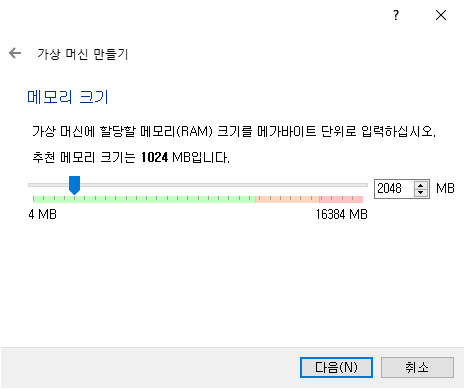 ?
가상 머신 만들기
메모리 크기
가상 머신에 할당할 메모리(RAM) 크기를 메가바이트 단위로 입력하십시오.
추천 메모리 크기는 1024 MB입니다.
2048 MB
4 MB 16384 MB
다음(N) 취소